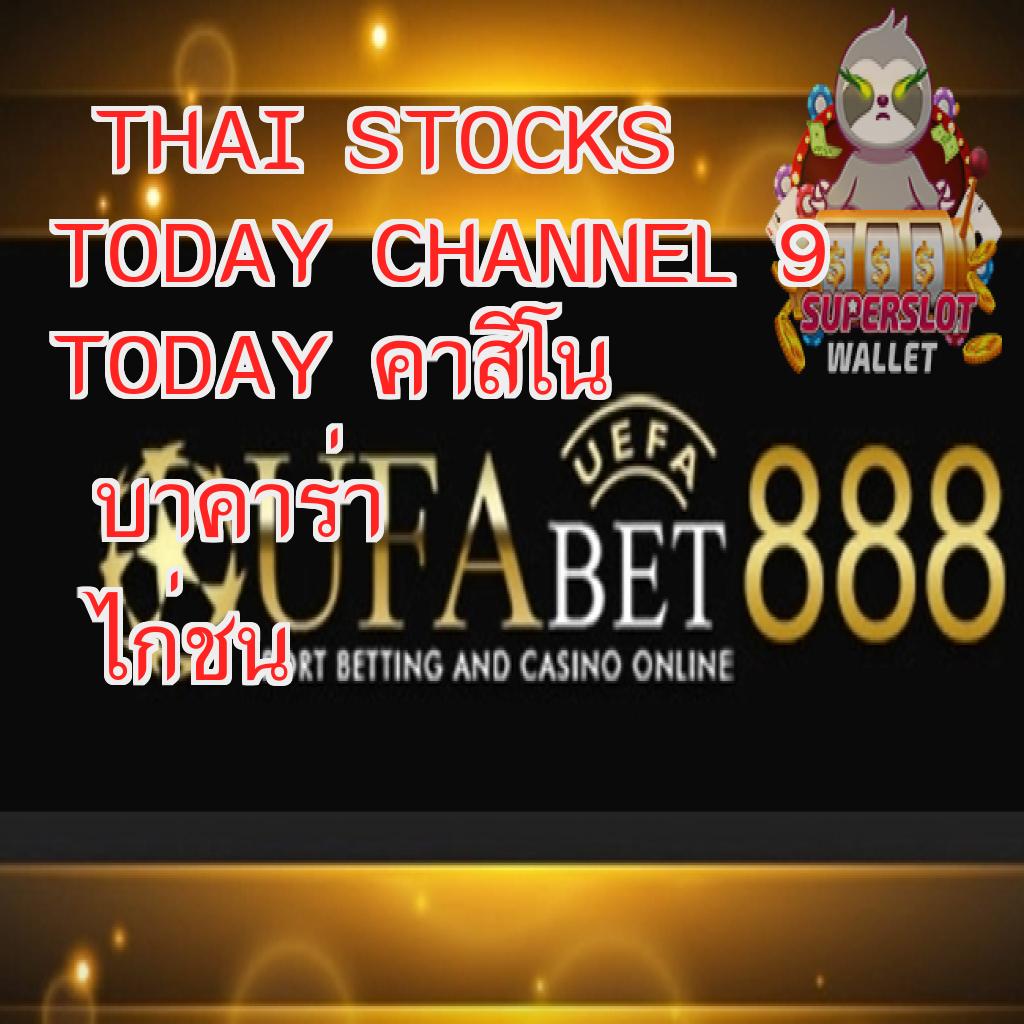 THAI STOCKS
TODAY CHANNEL 9
TODAY คาสิโน
บาคาร่า
ไก่ชน
SUPERSLOT
WALLET
UEFA
UFABET888
BETTING AND CASINO ONLINE